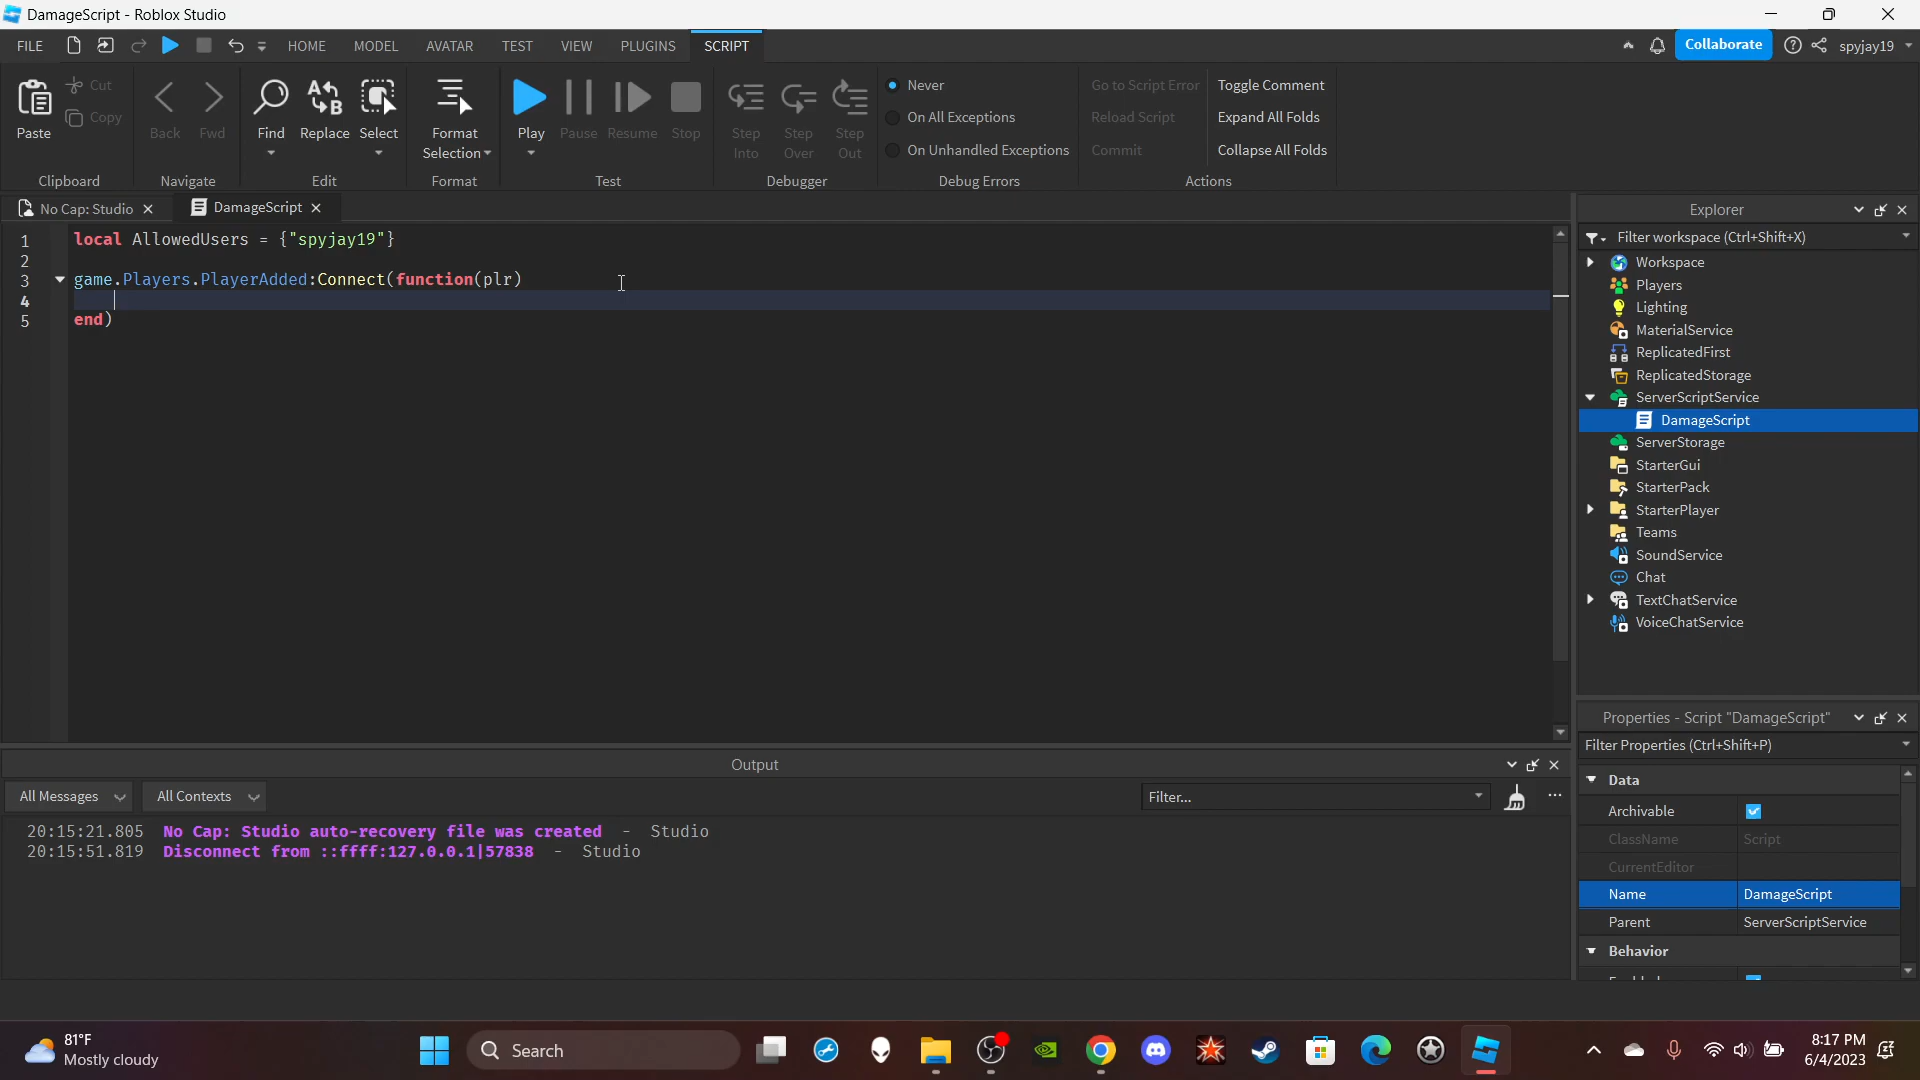 DamageScript - Roblox Studio
FILE HOME MODEL AVATAR TEST VIEW PLUGINS SCRIPT Collaborate spyjay19
Paste Cut Copy Clipboard
Back Fwd Navigate
Find Replace Select Edit
Format Selection Format
Play Pause Resume Stop Test
Step Into Step Over Step Out Debugger
Never
On All Exceptions
On Unhandled Exceptions
Debug Errors
Go to Script Error
Reload Script
Commit
Toggle Comment
Expand All Folds
Collapse All Folds
Actions
No Cap: Studio DamageScript
1 local AllowedUsers = {"spyjay19"}
2
3 game.Players.PlayerAdded:Connect(function(plr)
4
5 end)
Explorer
Filter workspace (Ctrl+Shift+X)
Workspace
Players
Lighting
MaterialService
ReplicatedFirst
ReplicatedStorage
ServerScriptService
DamageScript
ServerStorage
StarterGui
StarterPack
StarterPlayer
Teams
SoundService
Chat
TextChatService
VoiceChatService
Properties - Script "DamageScript"
Filter Properties (Ctrl+Shift+P)
Data
Archivable
ClassName Script
CurrentEditor
Name DamageScript
Parent ServerScriptService
Behavior
Output
All Messages All Contexts Filter...
20:15:21.805 No Cap: Studio auto-recovery file was created - Studio
20:15:51.819 Disconnect from ::ffff:127.0.0.1|57838 - Studio
81°F
Mostly cloudy
Search
8:17 PM
6/4/2023